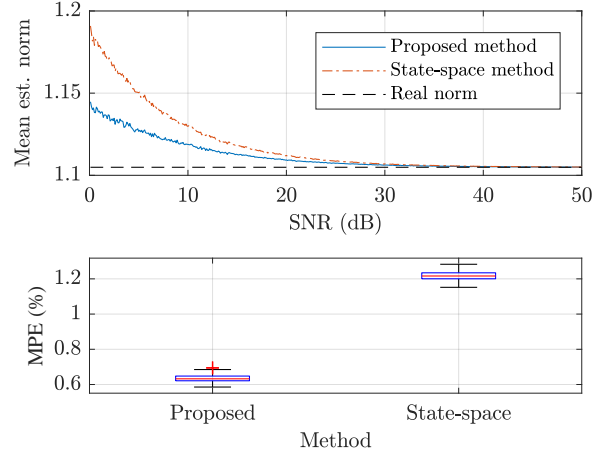 1.2
1.15
1.1
Mean est. norm
Proposed method
State-space method
Real norm
0 10 20 30 40 50
SNR (dB)
1.2
1
0.8
0.6
MPE (%)
Proposed State-space
Method